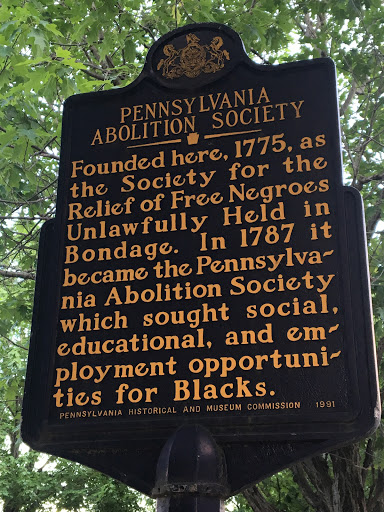 PENNSYLVANIA
ABOLITION SOCIETY
Founded here, 1775, as
the Society for the
Relief of Free Negroes
Unlawfully Held in
Bondage. In 1787 it
became the Pennsylva-
nia Abolition Society
which sought social,
educational, and em-
ployment opportuni-
ties for Blacks.
PENNSYLVANIA HISTORICAL AND MUSEUM COMMISSION 1991